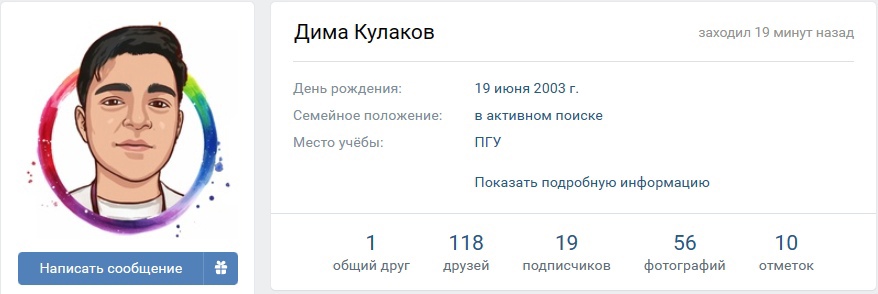 Дима Кулаков
заходил 19 минут назад
День рождения: 19 июня 2003 г.
Семейное положение: в активном поиске
Место учёбы: ПГУ
Показать подробную информацию
Написать сообщение
1 118 19 56 10
общий друг друзей подписчиков фотографий отметок